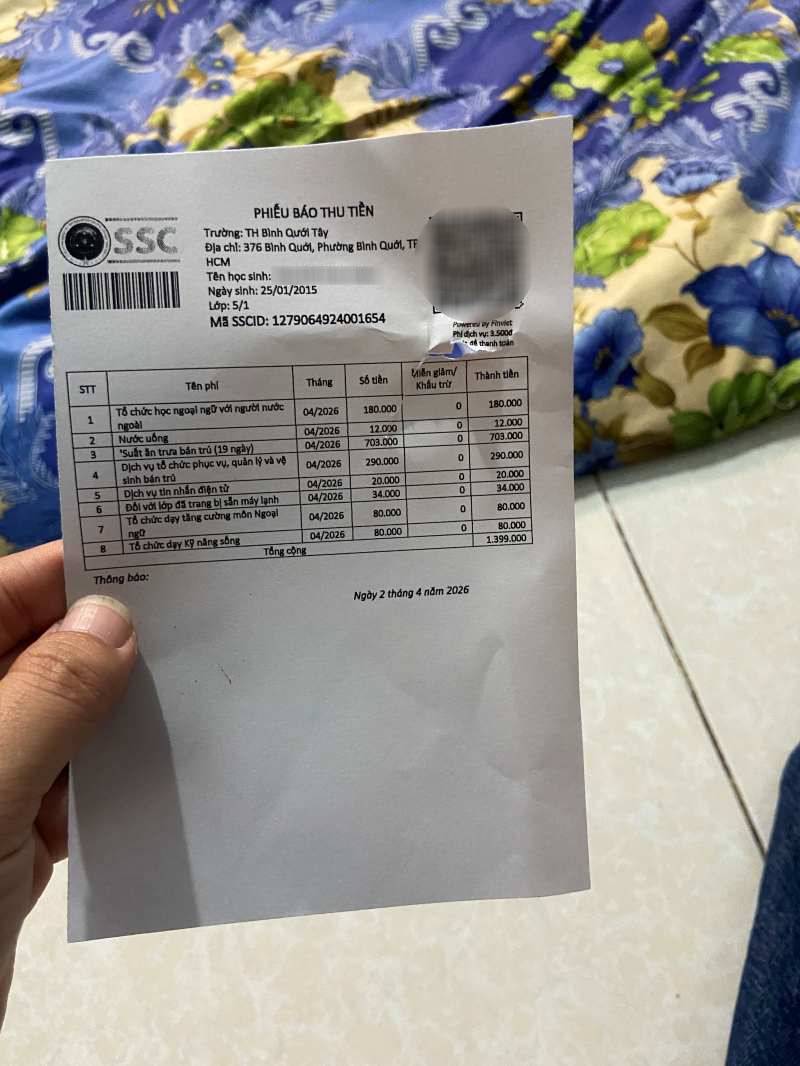 PHIẾU BÁO THU TIỀN
SSC
Trường: TH Bình Quới Tây
Địa chỉ: 376 Bình Quới, Phường Bình Quới, TP
HCM
Tên học sinh:
Ngày sinh: 25/01/2015
Lớp: 5/1
Mã SSCID: 1279064924001654
Powered by Finviet
Phí dịch vụ: 3.500đ
để thanh toán
STT Tên phí Tháng Số tiền Miễn giảm/ Khấu trừ Thành tiền
1 Tổ chức học ngoại ngữ với người nước ngoài 04/2026 180.000 0 180.000
2 Nước uống 04/2026 12.000 0 12.000
3 'Suất ăn trưa bán trú (19 ngày) 04/2026 703.000 0 703.000
4 Dịch vụ tổ chức phục vụ, quản lý và vệ sinh bán trú 04/2026 290.000 0 290.000
5 Dịch vụ tin nhắn điện tử 04/2026 20.000 0 20.000
6 Đối với lớp đã trang bị sẵn máy lạnh 04/2026 34.000 0 34.000
7 Tổ chức dạy tăng cường môn Ngoại ngữ 04/2026 80.000 0 80.000
8 Tổ chức dạy Kỹ năng sống 04/2026 80.000 0 80.000
Tổng cộng 1.399.000
Thông báo:
Ngày 2 tháng 4 năm 2026